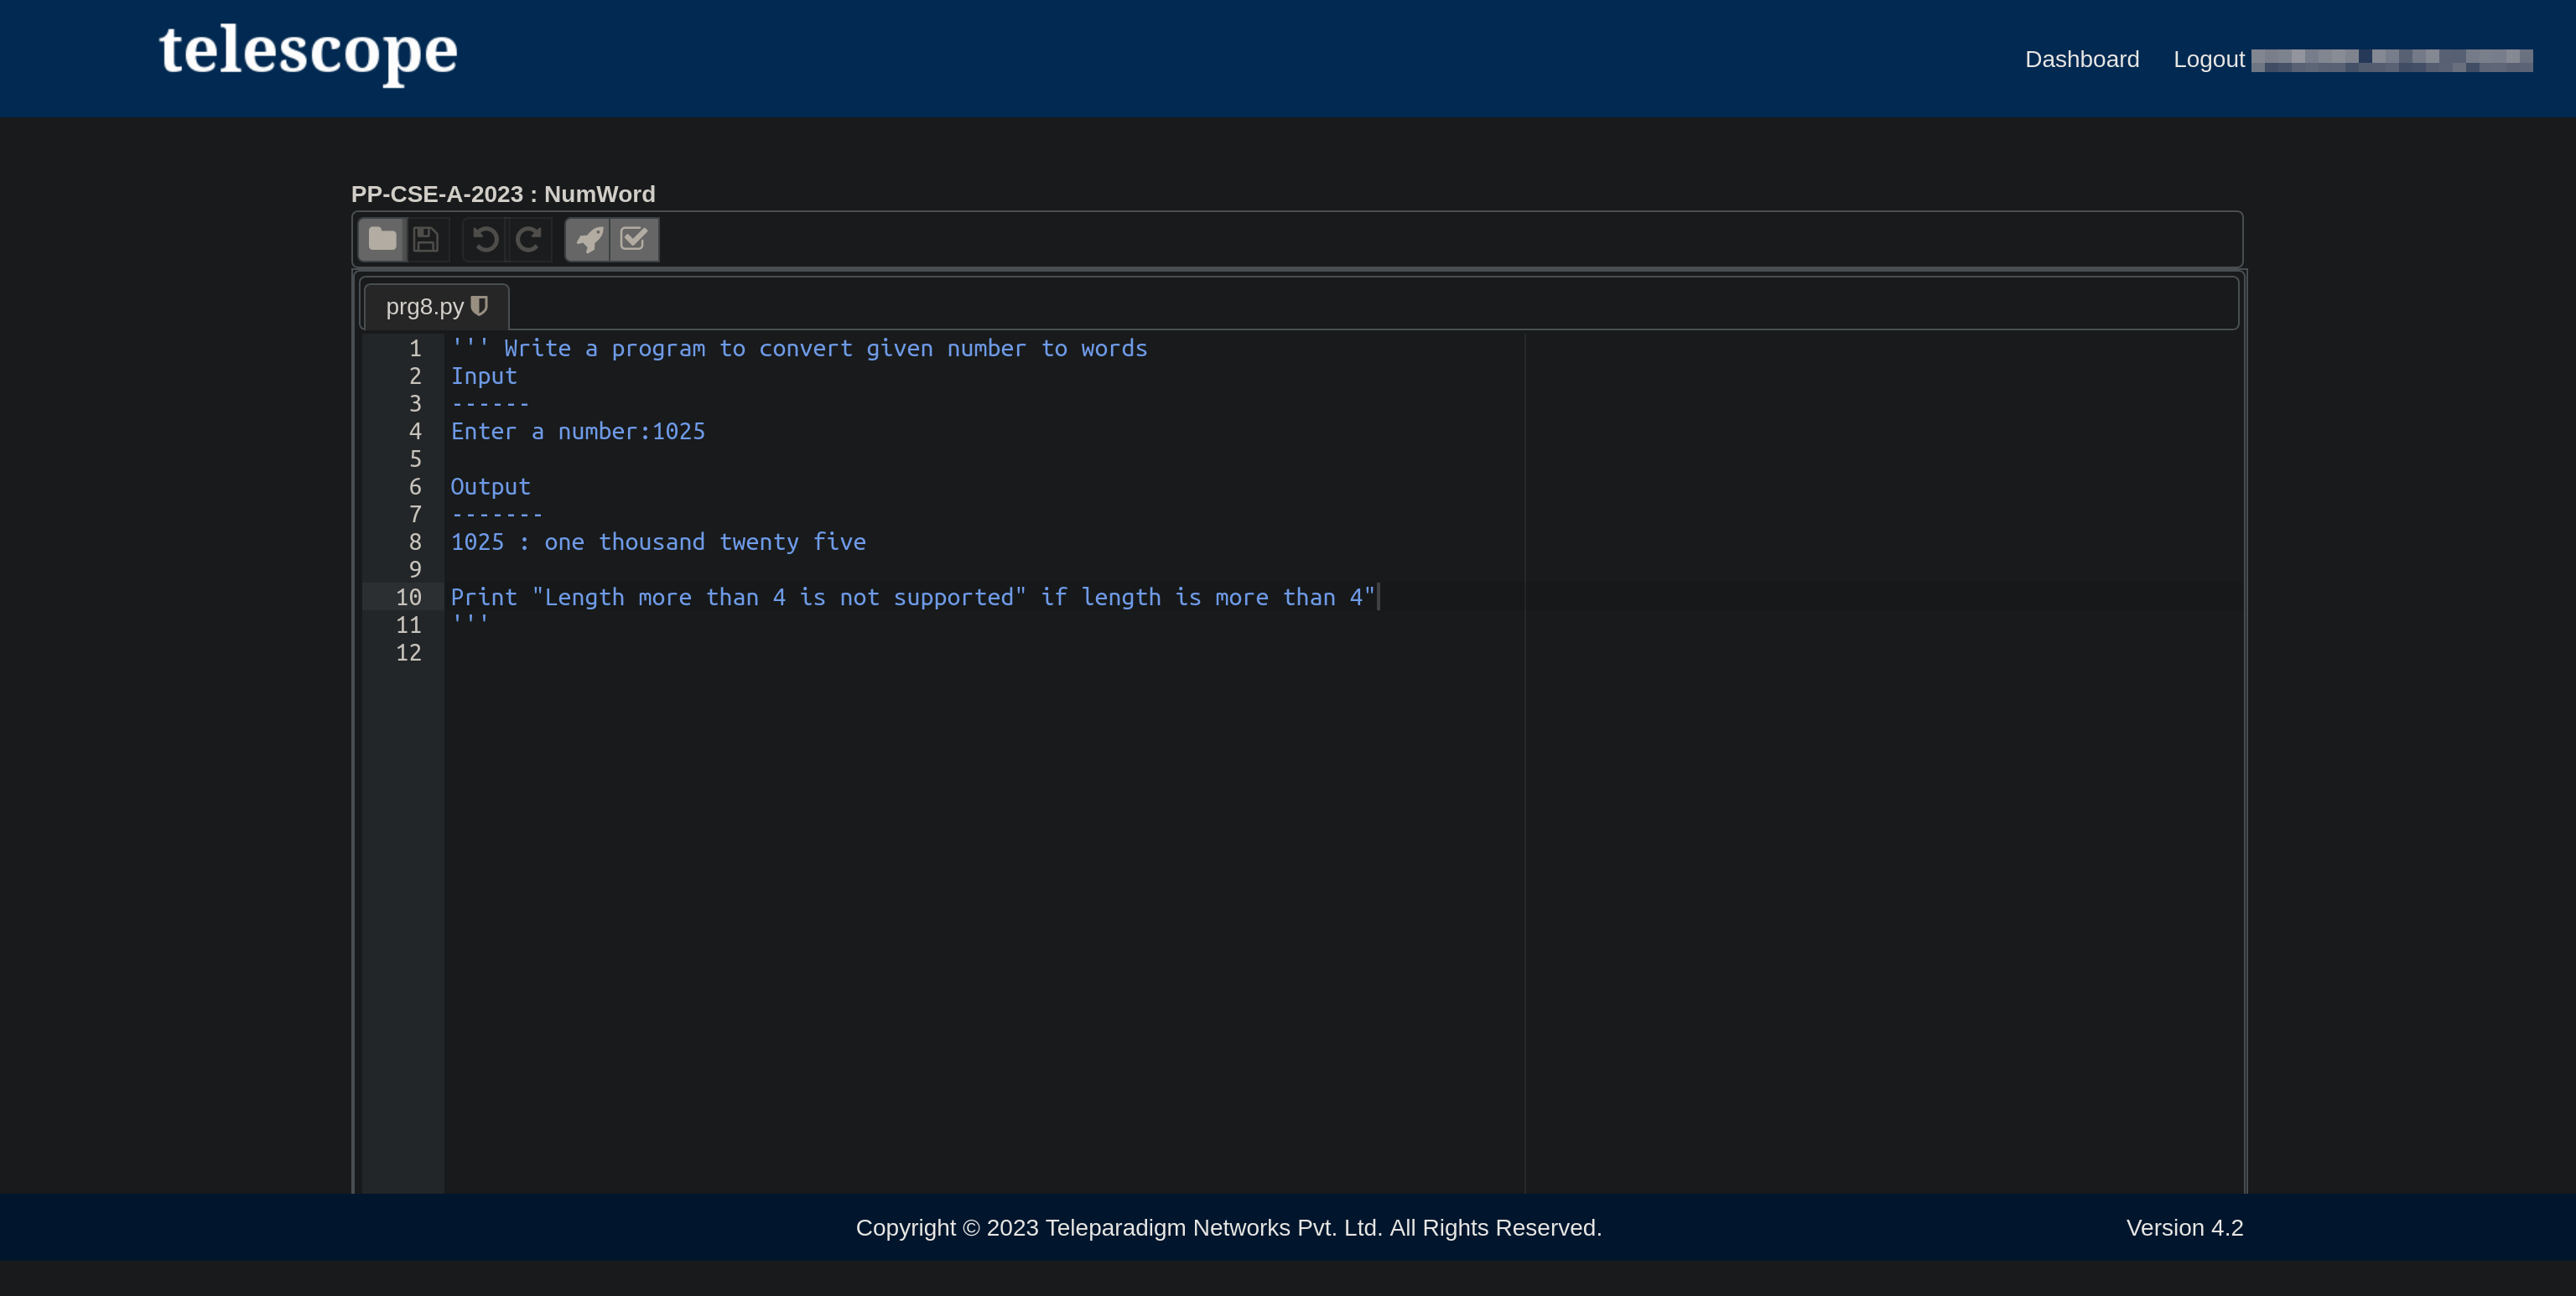 telescope
Dashboard Logout
PP-CSE-A-2023 : NumWord
prg8.py
1 ''' Write a program to convert given number to words
2 Input
3 ------
4 Enter a number:1025
5
6 Output
7 -------
8 1025 : one thousand twenty five
9
10 Print "Length more than 4 is not supported" if length is more than 4"
11 '''
12
Copyright © 2023 Teleparadigm Networks Pvt. Ltd. All Rights Reserved. Version 4.2